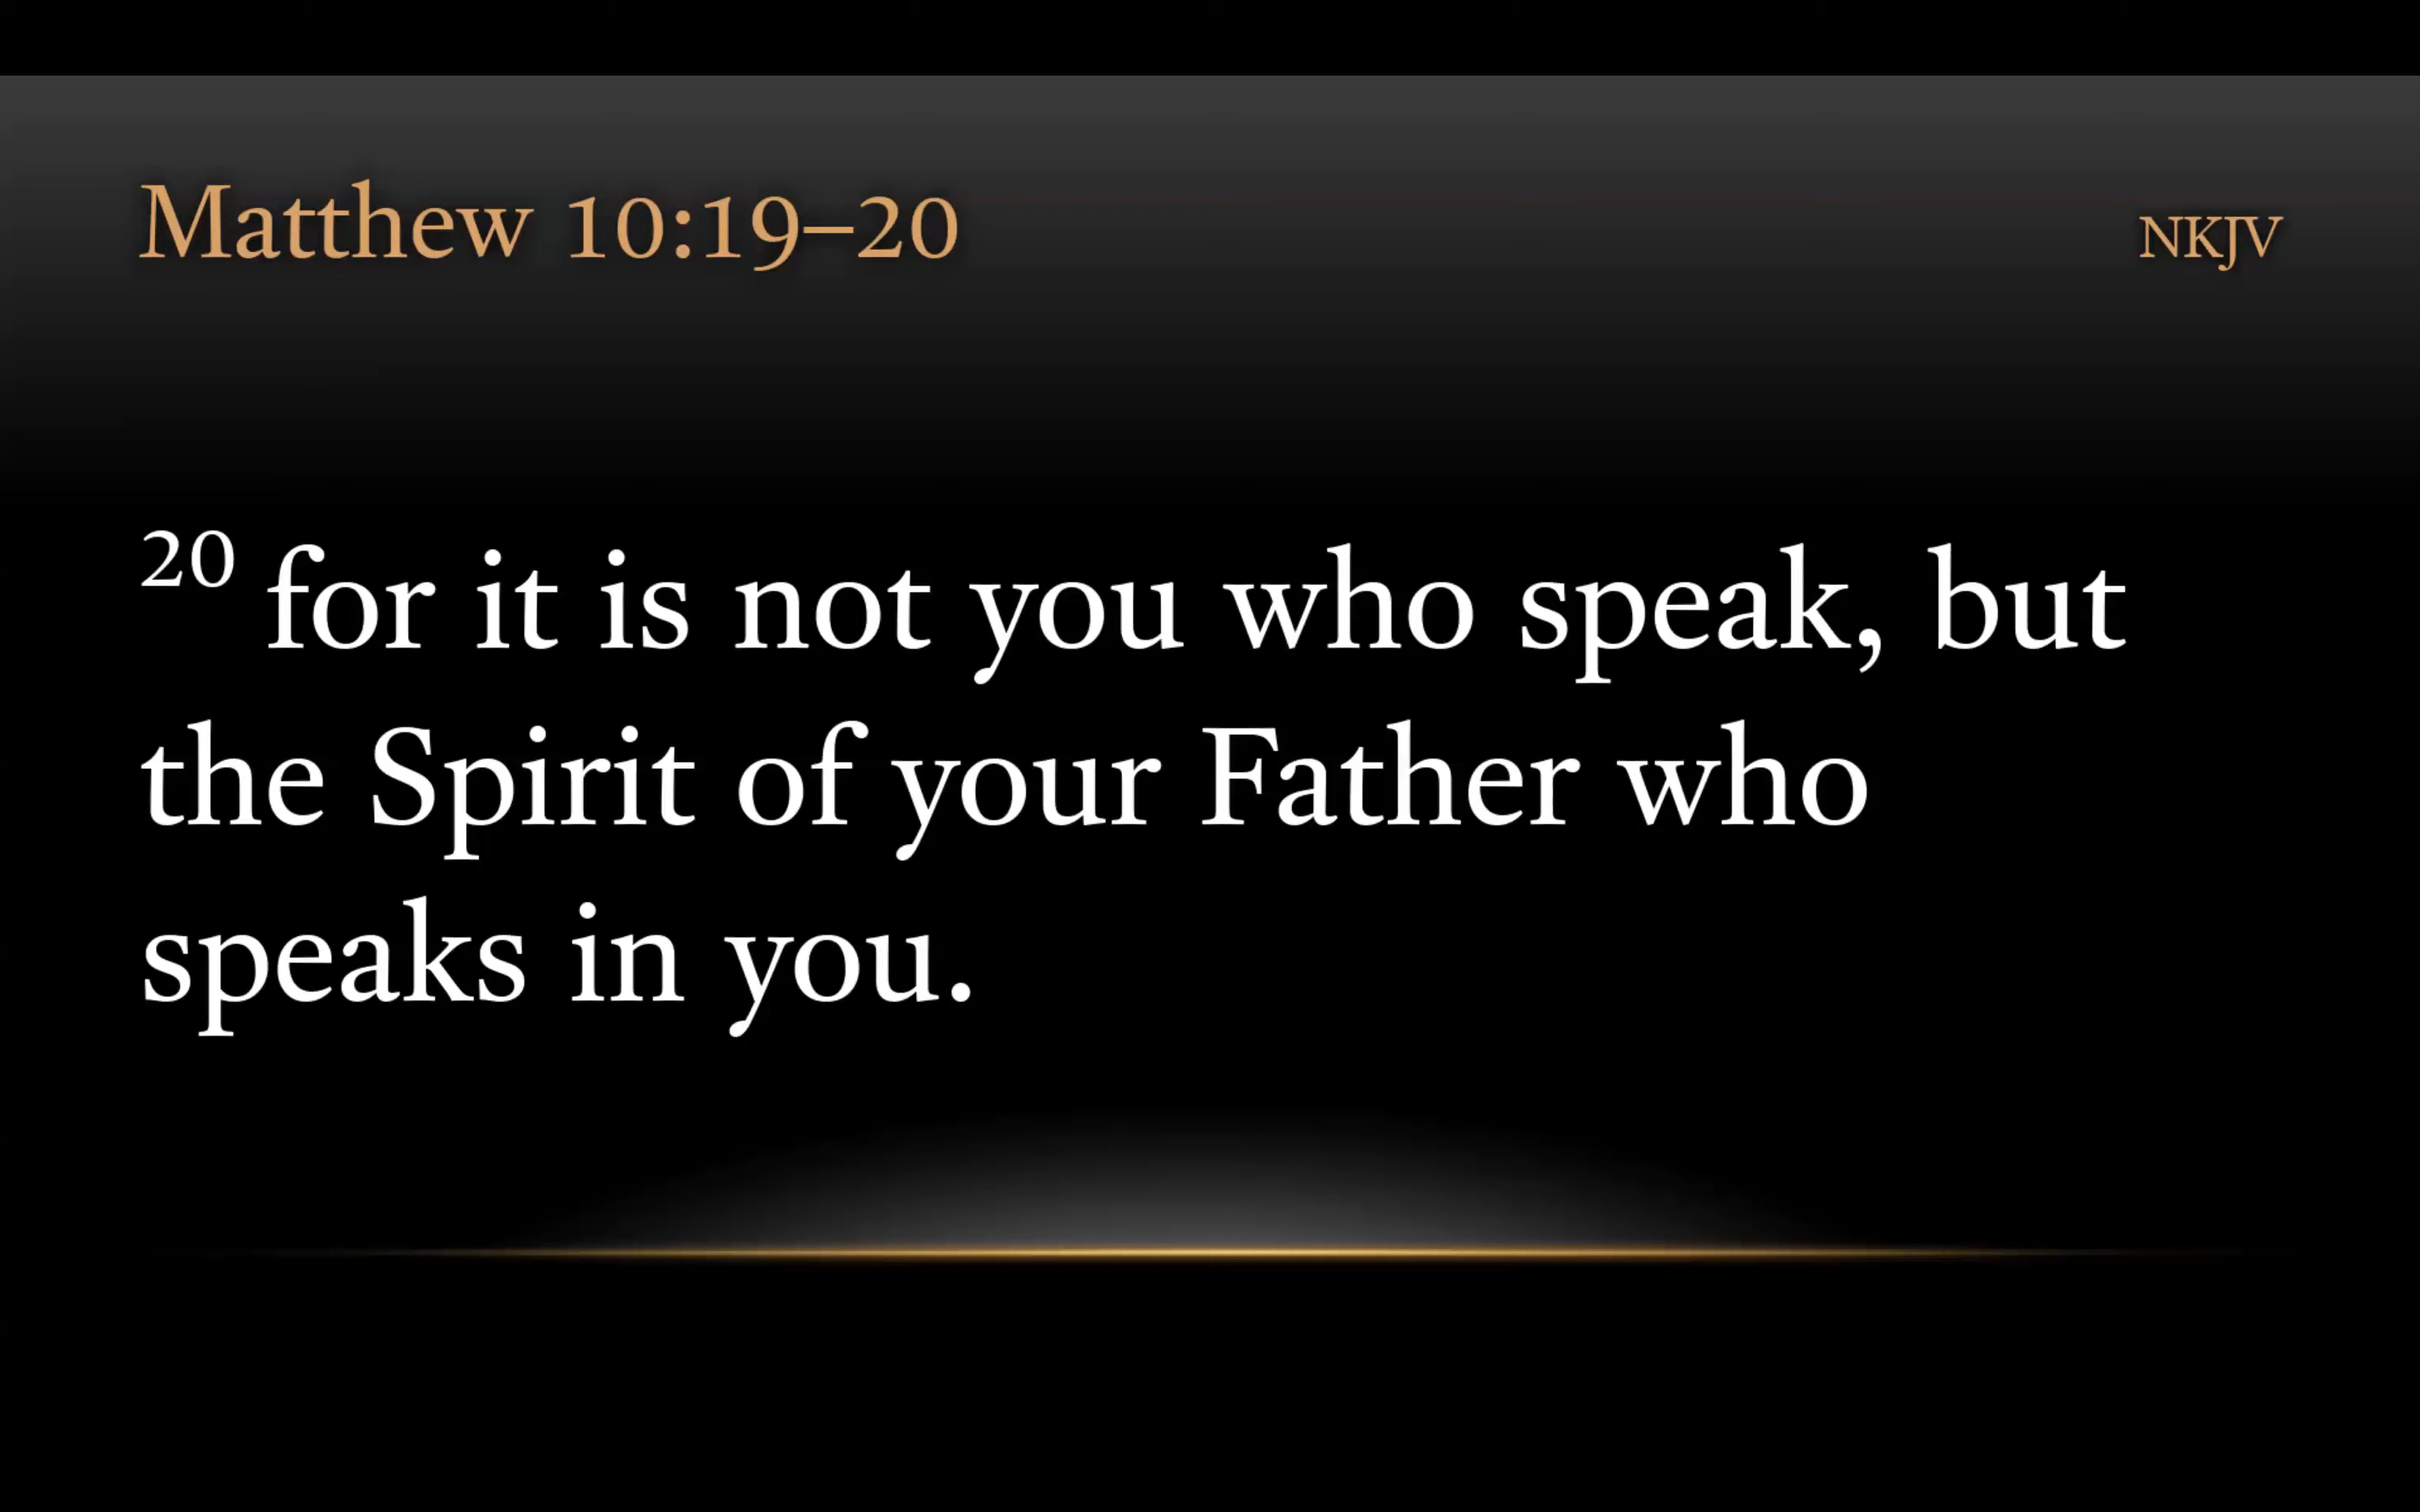 Matthew 10:19–20 NKJV
20 for it is not you who speak, but
the Spirit of your Father who
speaks in you.